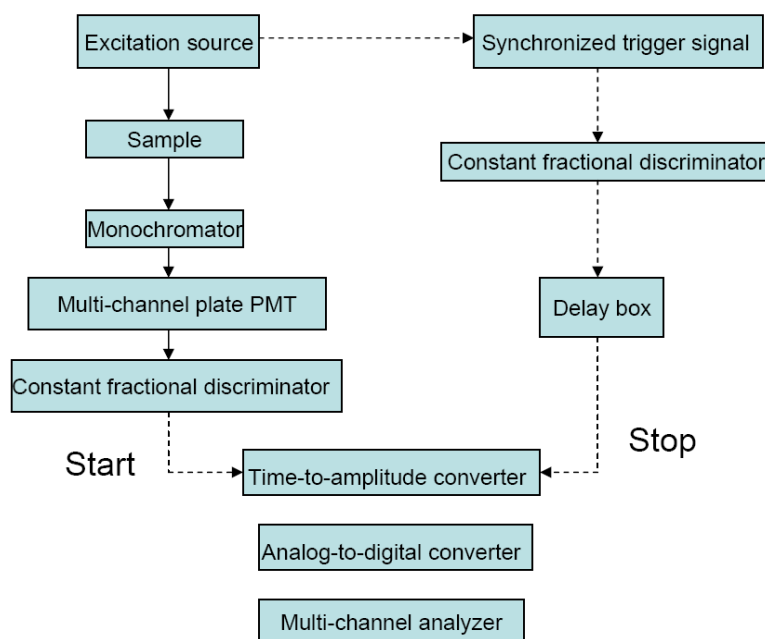 Excitation source
Synchronized trigger signal
Sample
Constant fractional discriminator
Monochromator
Multi-channel plate PMT
Delay box
Constant fractional discriminator
Start
Stop
Time-to-amplitude converter
Analog-to-digital converter
Multi-channel analyzer